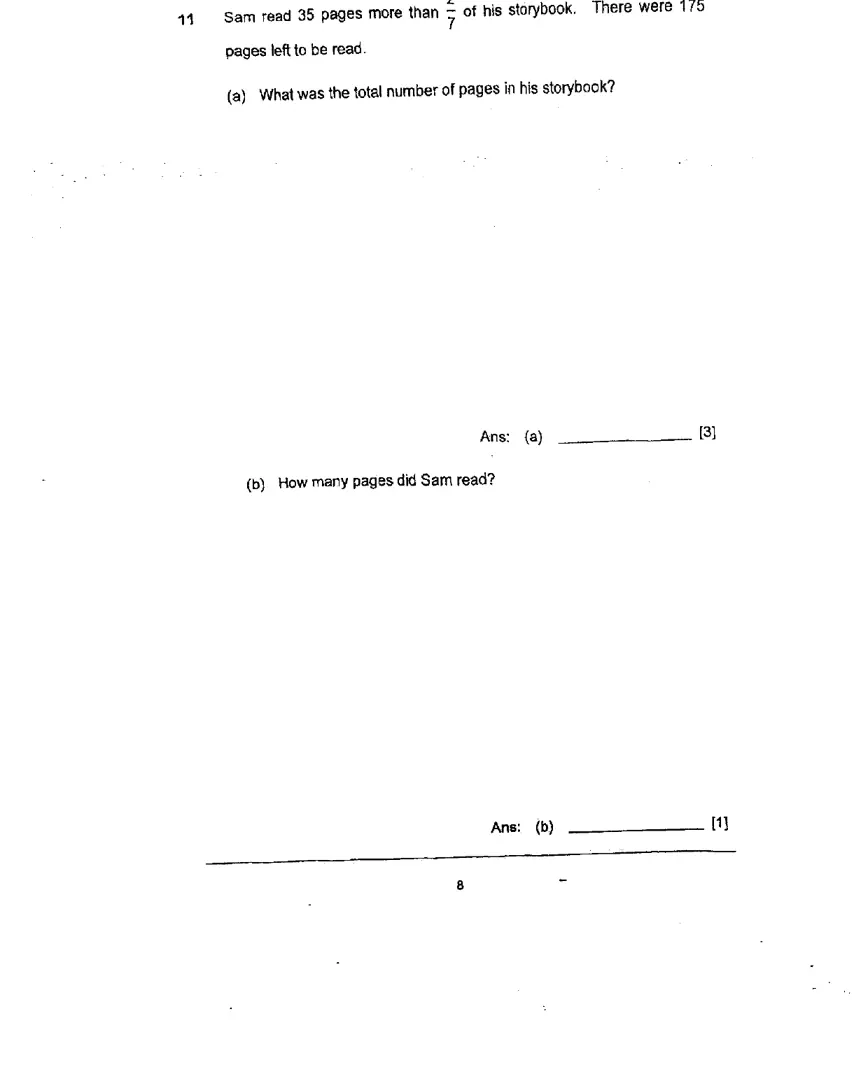 11 Sam read 35 pages more than 2/7 of his storybook. There were 175
pages left to be read.
(a) What was the total number of pages in his storybook?
Ans: (a) ____________ [3]
(b) How many pages did Sam read?
Ans: (b) ____________ [1]
8